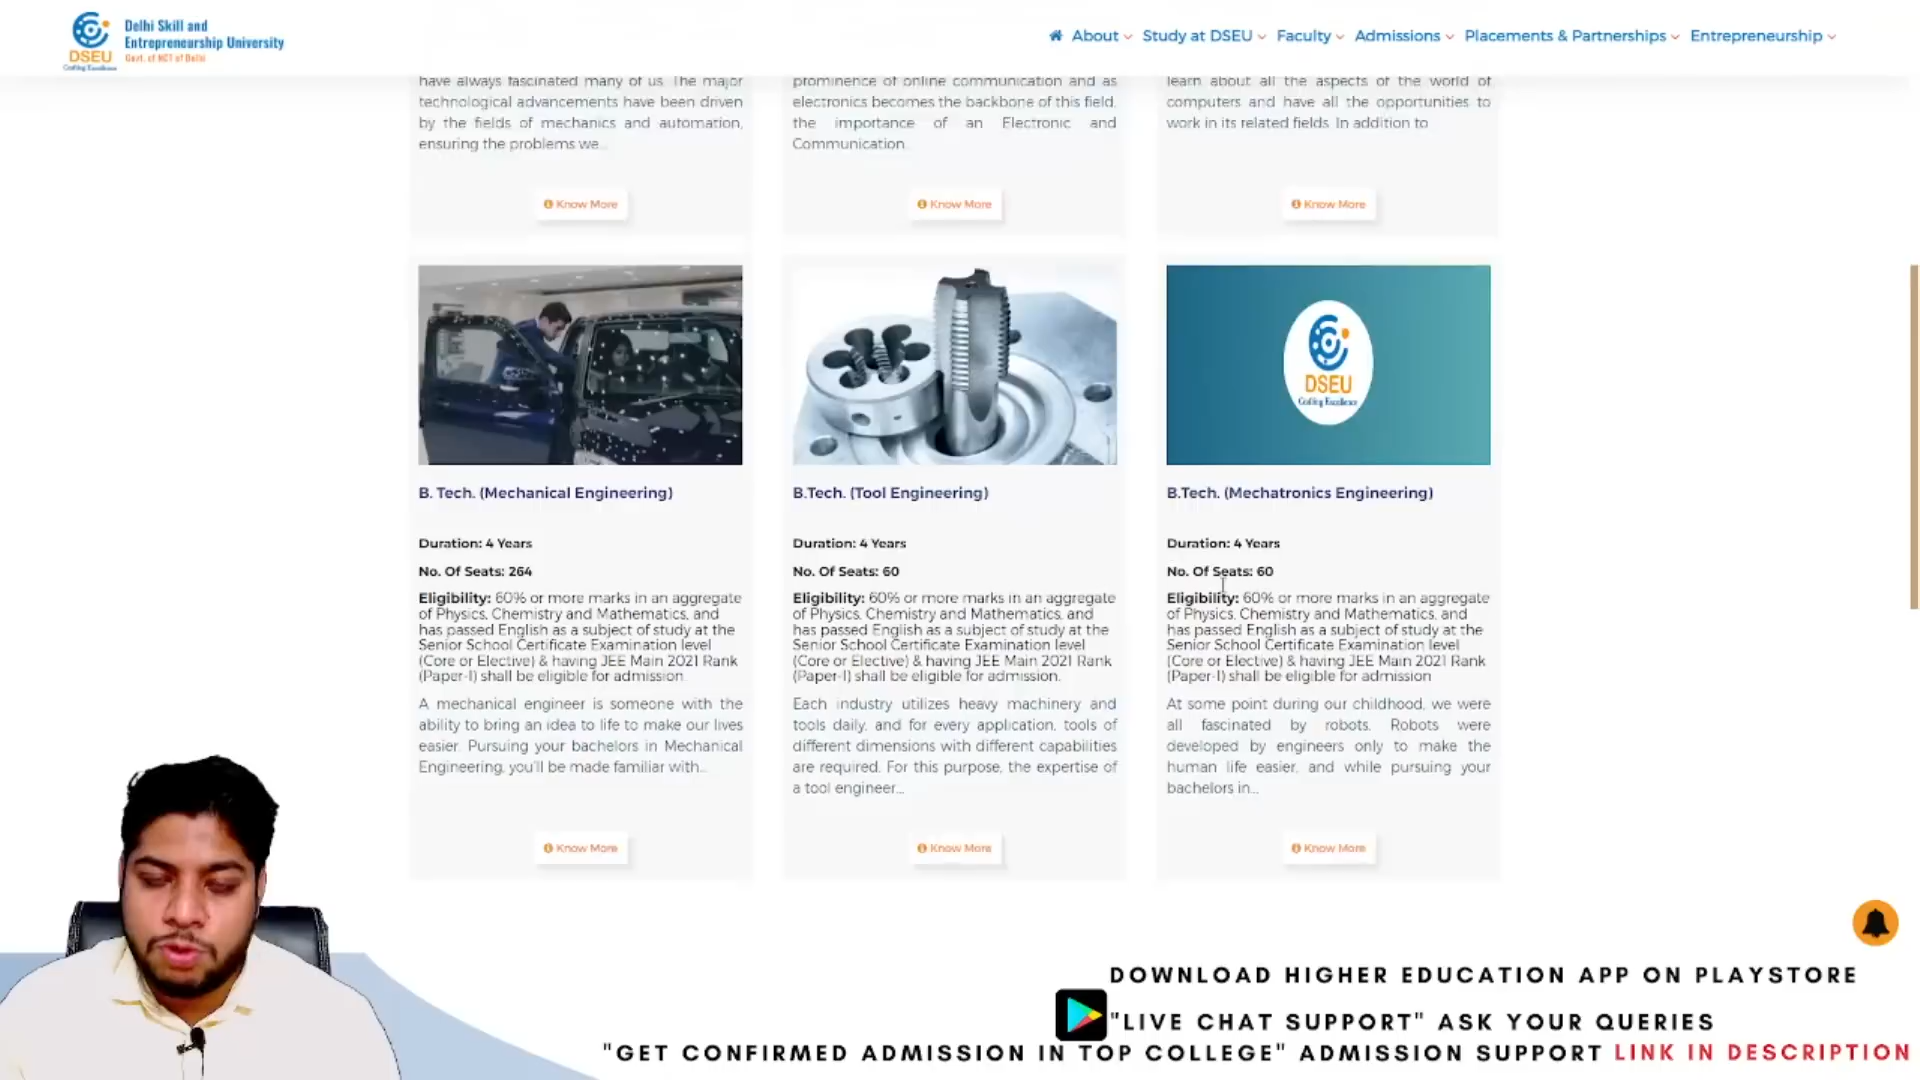 Delhi Skill and
Entrepreneurship University
Govt. of NCT of Delhi
DSEU
Crafting Excellence
About
Study at DSEU
Faculty
Admissions
Placements & Partnerships
Entrepreneurship
have always fascinated many of us. The major
technological advancements have been driven
by the fields of mechanics and automation,
ensuring the problems we...
Know More
prominence of online communication and as
electronics becomes the backbone of this field,
the importance of an Electronic and
Communication
Know More
learn about all the aspects of the world of
computers and have all the opportunities to
work in its related fields. In addition to
Know More
B. Tech. (Mechanical Engineering)
Duration: 4 Years
No. Of Seats: 264
Eligibility: 60% or more marks in an aggregate
of Physics, Chemistry and Mathematics, and
has passed English as a subject of study at the
Senior School Certificate Examination level
(Core or Elective) & having JEE Main 2021 Rank
(Paper-I) shall be eligible for admission
A mechanical engineer is someone with the
ability to bring an idea to life to make our lives
easier. Pursuing your bachelors in Mechanical
Engineering, you'll be made familiar with...
Know More
B.Tech. (Tool Engineering)
Duration: 4 Years
No. Of Seats: 60
Eligibility: 60% or more marks in an aggregate
of Physics, Chemistry and Mathematics, and
has passed English as a subject of study at the
Senior School Certificate Examination level
(Core or Elective) & having JEE Main 2021 Rank
(Paper-I) shall be eligible for admission.
Each industry utilizes heavy machinery and
tools daily, and for every application, tools of
different dimensions with different capabilities
are required. For this purpose, the expertise of
a tool engineer...
Know More
DSEU
Crafting Excellence
B.Tech. (Mechatronics Engineering)
Duration: 4 Years
No. Of Seats: 60
Eligibility: 60% or more marks in an aggregate
of Physics, Chemistry and Mathematics, and
has passed English as a subject of study at the
Senior School Certificate Examination level
(Core or Elective) & having JEE Main 2021 Rank
(Paper-I) shall be eligible for admission
At some point during our childhood, we were
all fascinated by robots. Robots were
developed by engineers only to make the
human life easier, and while pursuing your
bachelors in...
Know More
DOWNLOAD HIGHER EDUCATION APP ON PLAYSTORE
"LIVE CHAT SUPPORT" ASK YOUR QUERIES
"GET CONFIRMED ADMISSION IN TOP COLLEGE" ADMISSION SUPPORT LINK IN DESCRIPTION